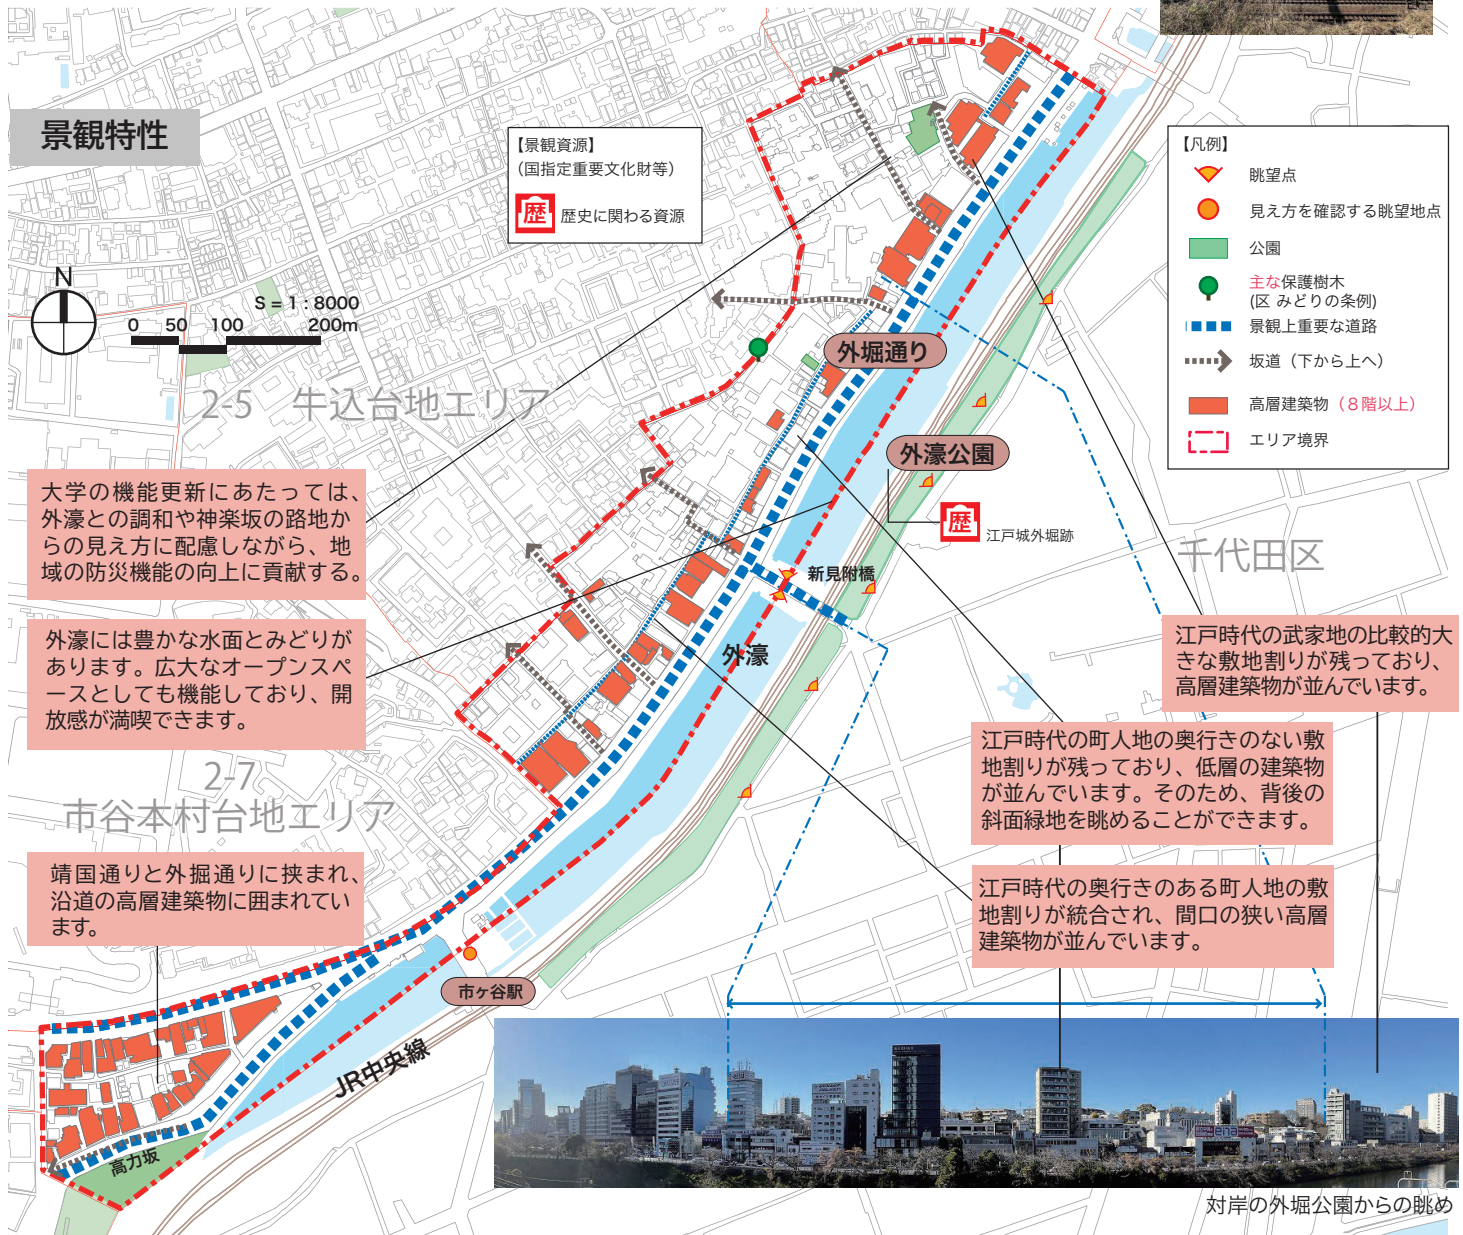 景観特性
【景観資源】
（国指定重要文化財等）
歴
歴史に関わる資源
【凡例】
眺望点
見え方を確認する眺望地点
公園
主な保護樹木
(区 みどりの条例)
景観上重要な道路
坂道（下から上へ）
高層建築物（８階以上）
エリア境界
N
S = 1 : 8000
0 50 100 200m
2-5 牛込台地エリア
外堀通り
外濠公園
歴
江戸城外堀跡
新見附橋
千代田区
外濠
大学の機能更新にあたっては、
外濠との調和や神楽坂の路地か
らの見え方に配慮しながら、地
域の防災機能の向上に貢献する。
外濠には豊かな水面とみどりが
あります。広大なオープンスペ
ースとしても機能しており、開
放感が満喫できます。
2-7
市谷本村台地エリア
靖国通りと外掘通りに挟まれ、
沿道の高層建築物に囲まれてい
ます。
江戸時代の武家地の比較的大
きな敷地割りが残っており、
高層建築物が並んでいます。
江戸時代の町人地の奥行きのない敷
地割りが残っており、低層の建築物
が並んでいます。そのため、背後の
斜面緑地を眺めることができます。
江戸時代の奥行きのある町人地の敷
地割りが統合され、間口の狭い高層
建築物が並んでいます。
市ヶ谷駅
JR中央線
高力坂
ena
対岸の外堀公園からの眺め